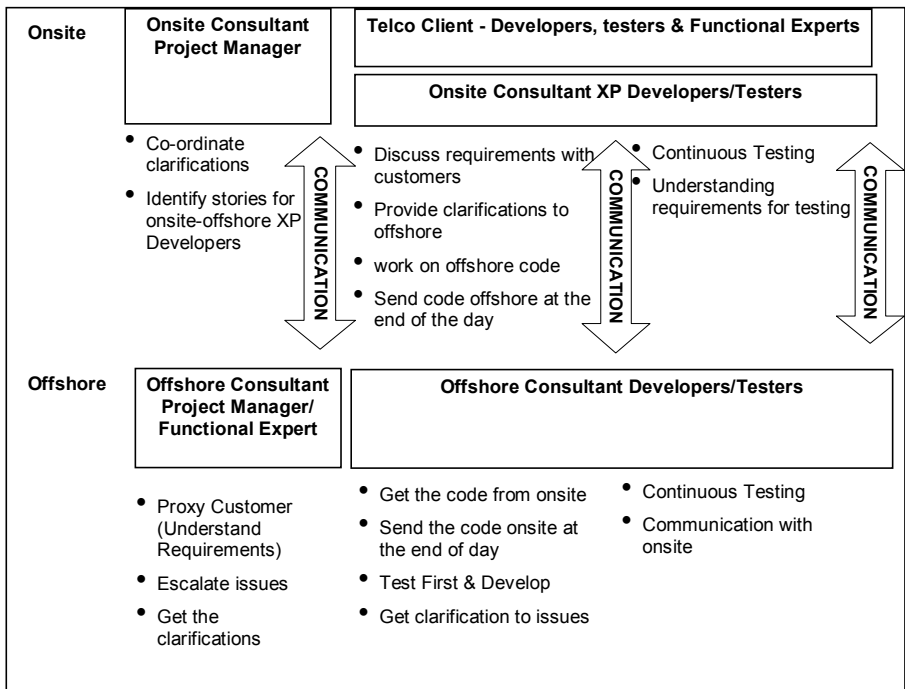 Onsite
Onsite Consultant
Project Manager
Telco Client - Developers, testers & Functional Experts
Onsite Consultant XP Developers/Testers
• Co-ordinate
clarifications
• Identify stories for
onsite-offshore XP
Developers
COMMUNICATION
• Discuss requirements with
customers
• Provide clarifications to
offshore
• work on offshore code
• Send code offshore at the
end of the day
COMMUNICATION
• Continuous Testing
• Understanding
requirements for testing
COMMUNICATION
Offshore
Offshore Consultant
Project Manager/
Functional Expert
Offshore Consultant Developers/Testers
• Proxy Customer
(Understand
Requirements)
• Escalate issues
• Get the
clarifications
• Get the code from onsite
• Send the code onsite at
the end of day
• Test First & Develop
• Get clarification to issues
• Continuous Testing
• Communication with
onsite